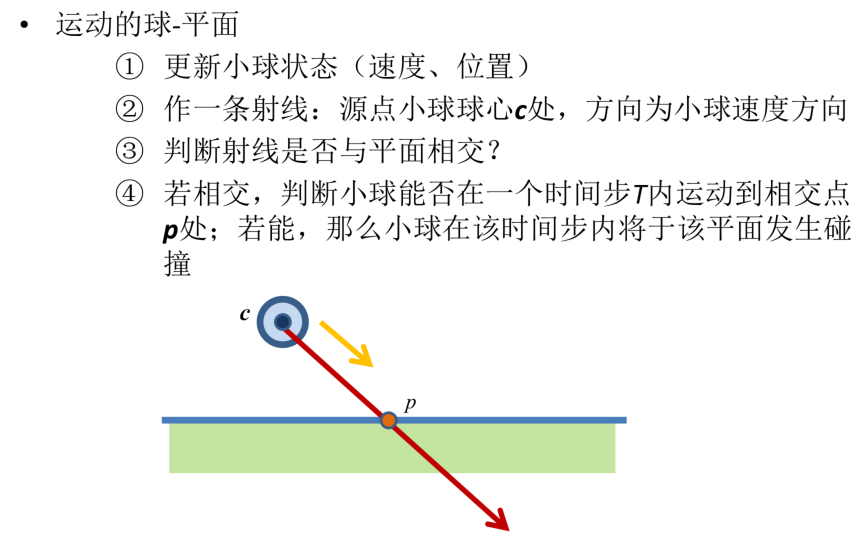 • 运动的球-平面
① 更新小球状态（速度、位置）
② 作一条射线：源点小球球心c处，方向为小球速度方向
③ 判断射线是否与平面相交？
④ 若相交，判断小球能否在一个时间步T内运动到相交点
p处；若能，那么小球在该时间步内将于该平面发生碰
撞
c
p